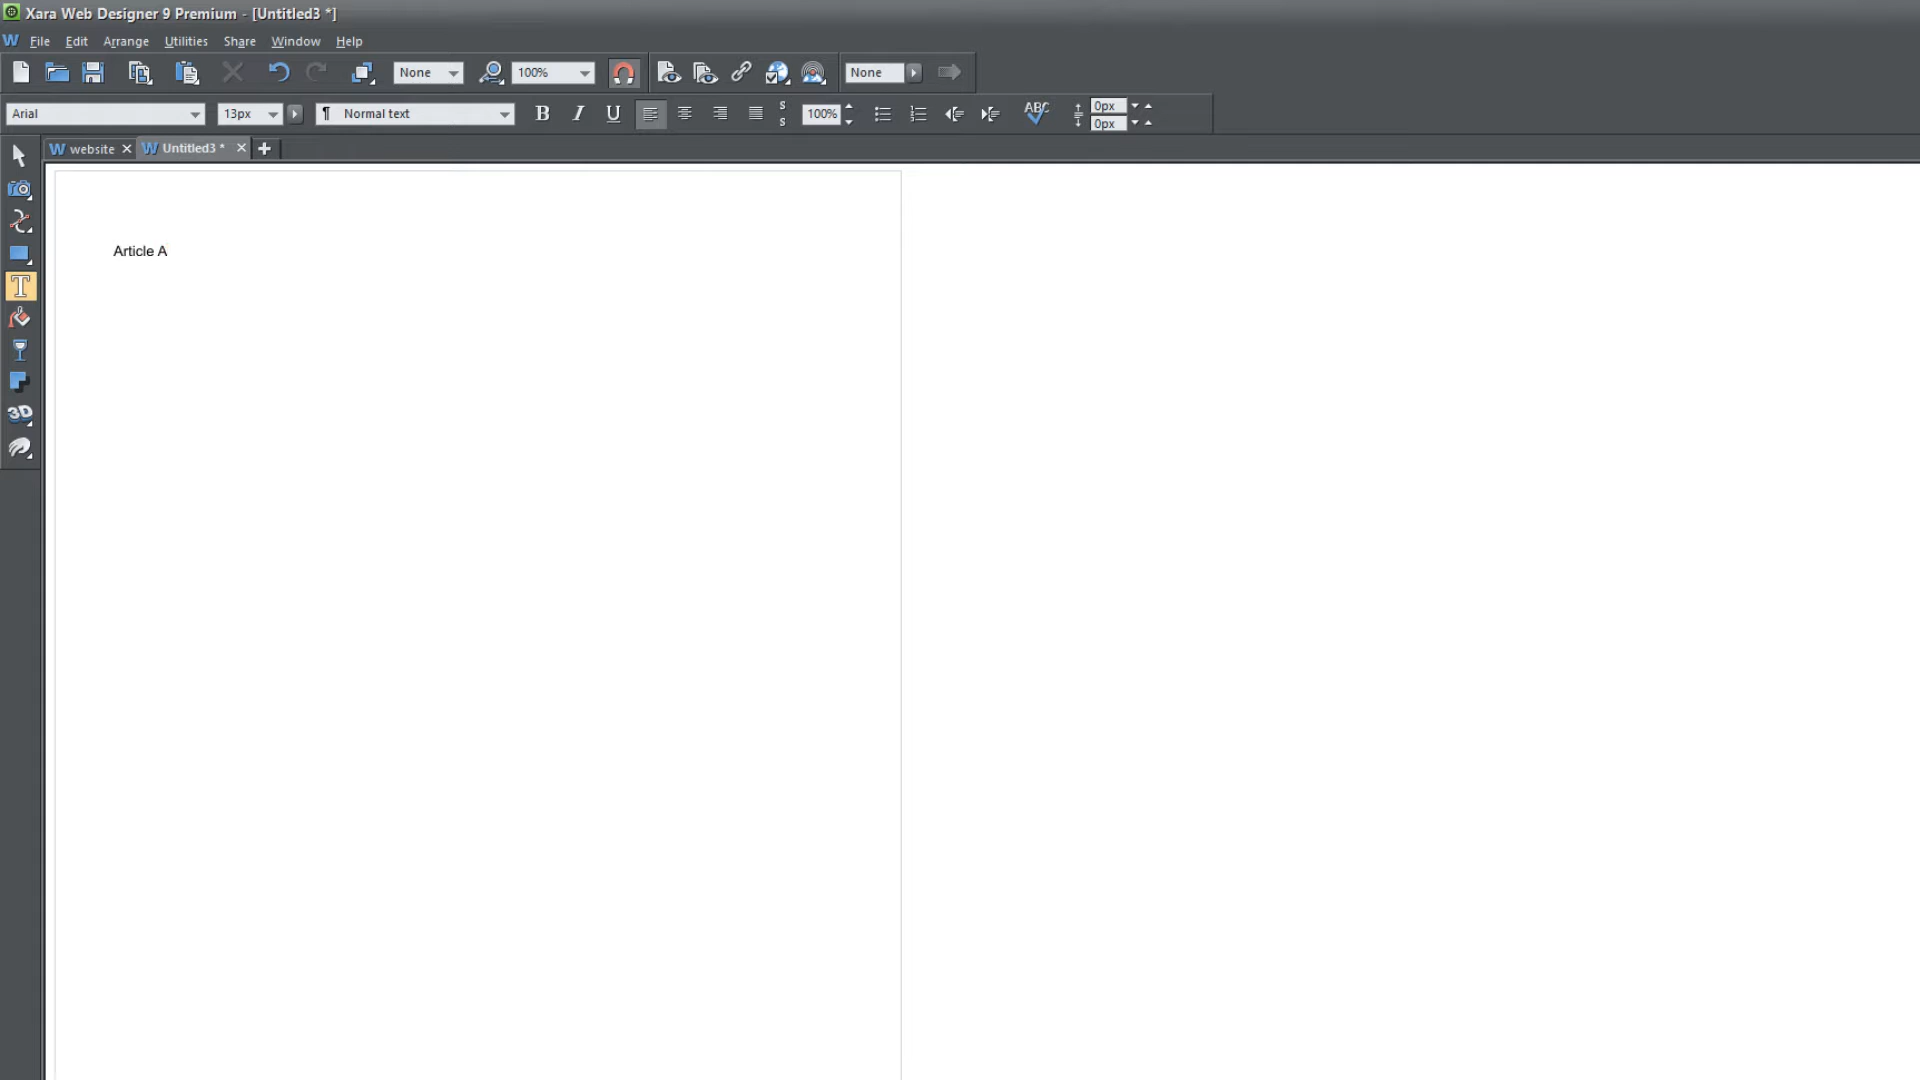 Xara Web Designer 9 Premium - [Untitled3 *]
File Edit Arrange Utilities Share Window Help
None 100% None
Arial 13px ¶ Normal text B I U S S 100% ABC 0px
0px
W website × W Untitled3 * ×
Article A
T
3D